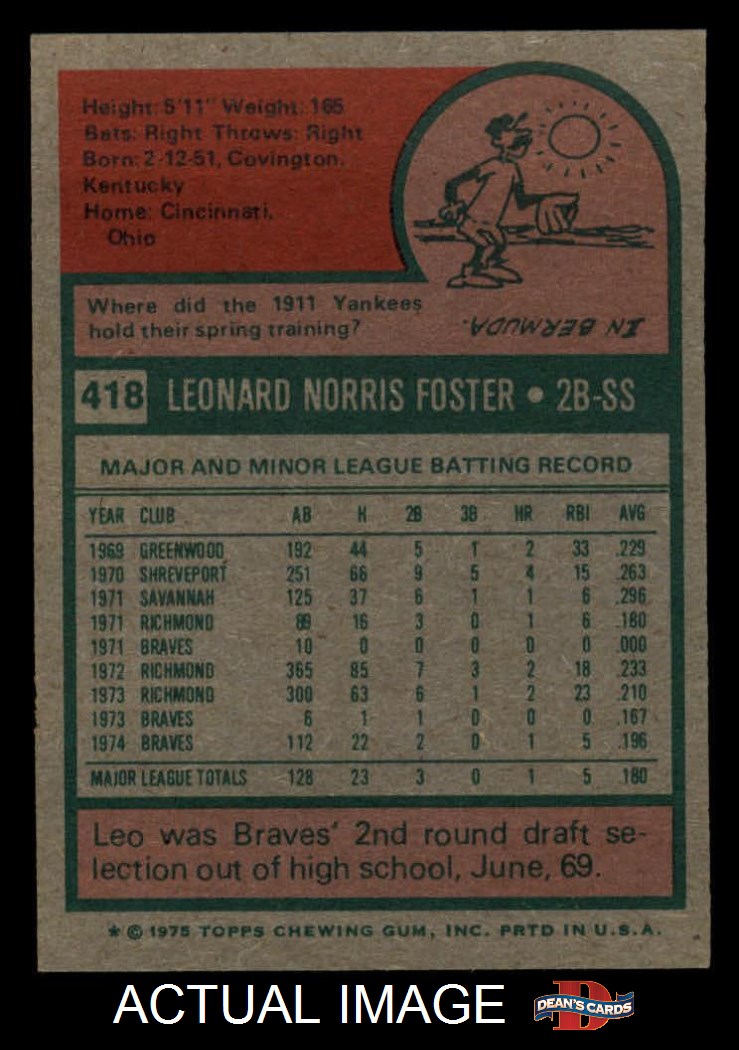 Height: 5'11" Weight: 165
Bats: Right Throws: Right
Born: 2-12-51, Covington,
Kentucky
Home: Cincinnati,
Ohio
Where did the 1911 Yankees
hold their spring training?
IN BERMUDA.
418 LEONARD NORRIS FOSTER • 2B-SS
MAJOR AND MINOR LEAGUE BATTING RECORD
YEAR CLUB AB H 2B 3B HR RBI AVG
1969 GREENWOOD 192 44 5 1 2 33 .229
1970 SHREVEPORT 251 66 9 5 4 15 .263
1971 SAVANNAH 125 37 6 1 1 6 .296
1971 RICHMOND 89 16 3 0 1 6 .180
1971 BRAVES 10 0 0 0 0 0 .000
1972 RICHMOND 365 85 7 3 2 18 .233
1973 RICHMOND 300 63 6 1 2 23 .210
1973 BRAVES 6 1 1 0 0 0 .167
1974 BRAVES 112 22 2 0 1 5 .196
MAJOR LEAGUE TOTALS 128 23 3 0 1 5 .180
Leo was Braves' 2nd round draft se-
lection out of high school, June, 69.
* © 1975 TOPPS CHEWING GUM, INC. PRTD IN U.S.A.
ACTUAL IMAGE
D
DEAN'S CARDS